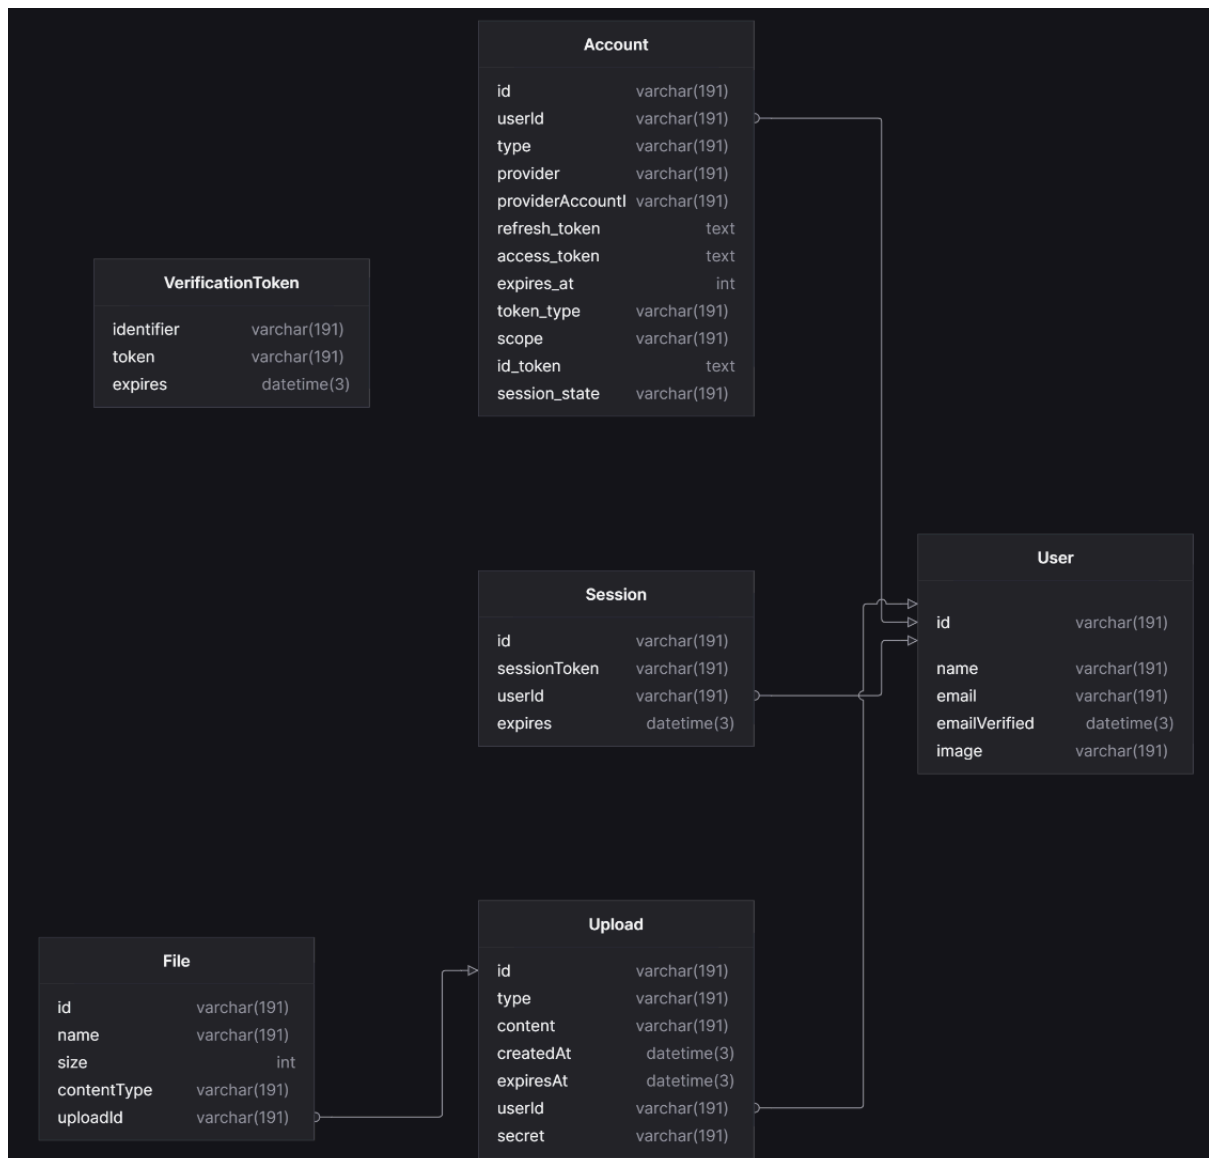 Account
id varchar(191)
userId varchar(191)
type varchar(191)
provider varchar(191)
providerAccountI varchar(191)
refresh_token text
access_token text
expires_at int
token_type varchar(191)
scope varchar(191)
id_token text
session_state varchar(191)
VerificationToken
identifier varchar(191)
token varchar(191)
expires datetime(3)
Session
id varchar(191)
sessionToken varchar(191)
userId varchar(191)
expires datetime(3)
User
id varchar(191)
name varchar(191)
email varchar(191)
emailVerified datetime(3)
image varchar(191)
File
id varchar(191)
name varchar(191)
size int
contentType varchar(191)
uploadId varchar(191)
Upload
id varchar(191)
type varchar(191)
content varchar(191)
createdAt datetime(3)
expiresAt datetime(3)
userId varchar(191)
secret varchar(191)